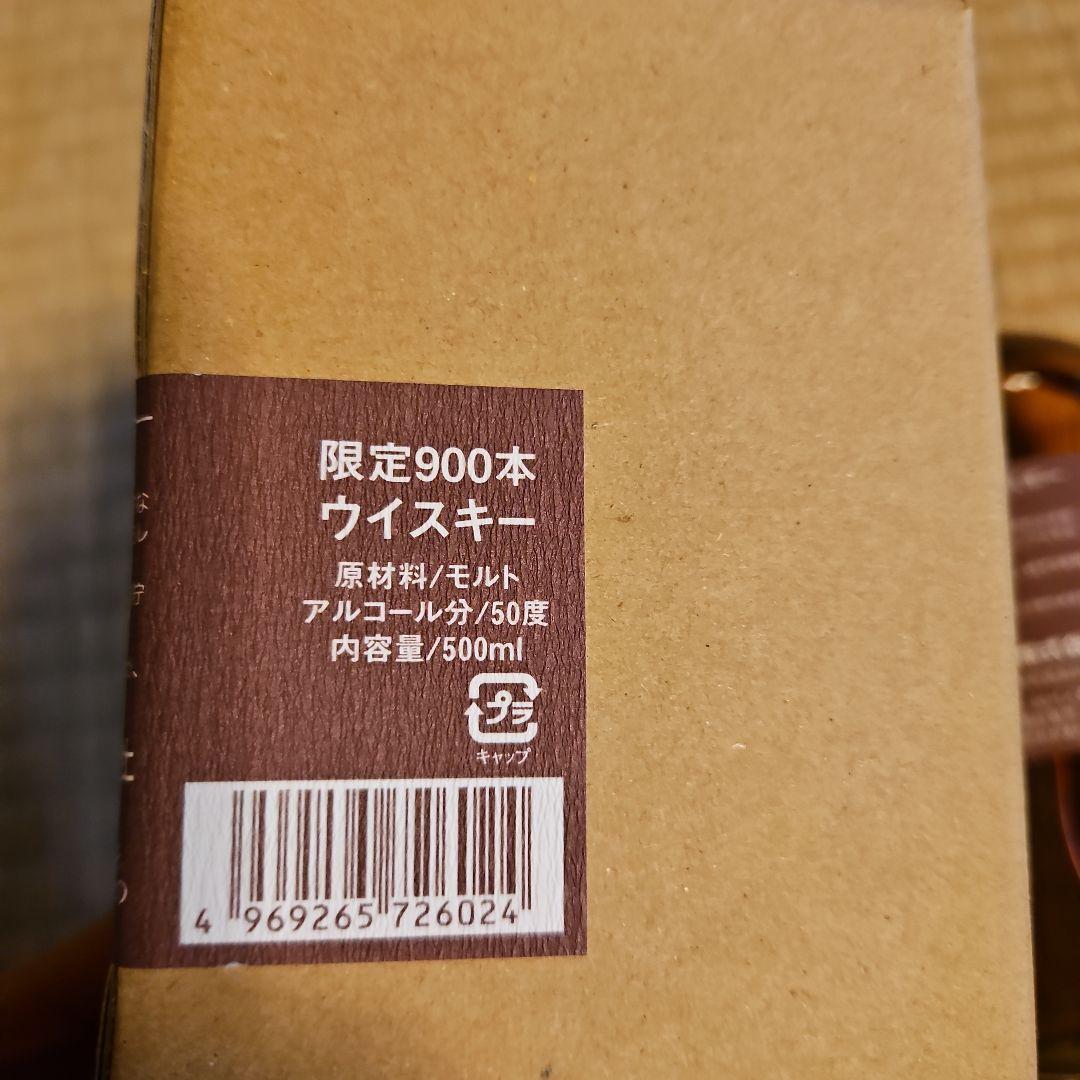 限定900本
ウイスキー
原材料/モルト
アルコール分/50度
内容量/500ml
プラ
キャップ
4 969265 726024